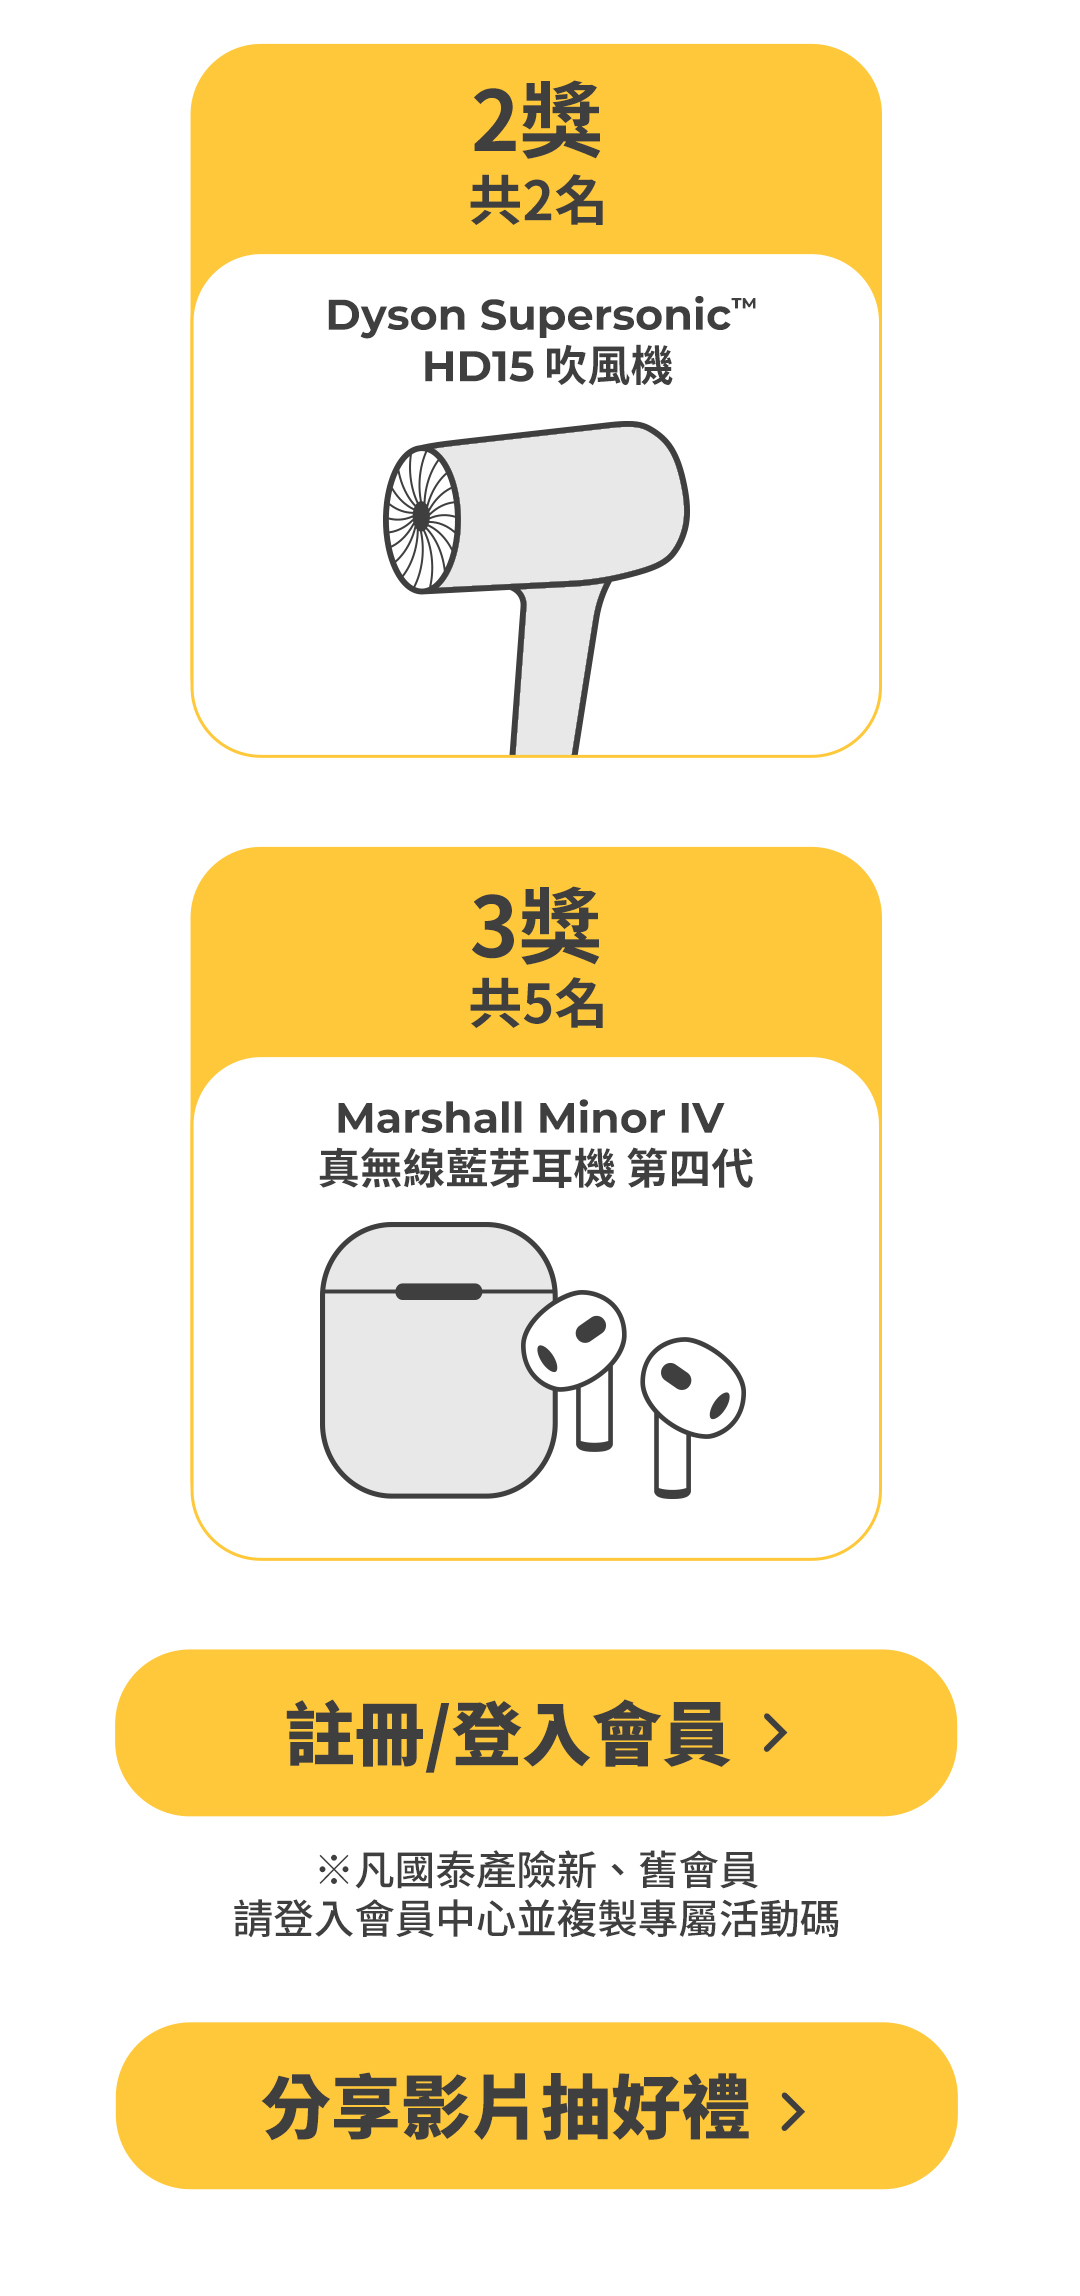 2獎
共2名
Dyson Supersonic™
HD15 吹風機
3獎
共5名
Marshall Minor IV
真無線藍芽耳機 第四代
註冊/登入會員 >
※凡國泰產險新、舊會員
請登入會員中心並複製專屬活動碼
分享影片抽好禮 >